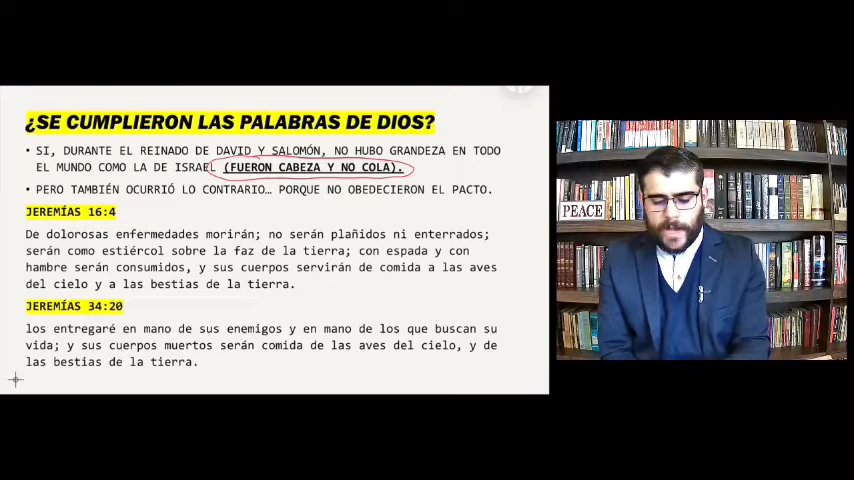 ¿SE CUMPLIERON LAS PALABRAS DE DIOS?
• SI, DURANTE EL REINADO DE DAVID Y SALOMÓN, NO HUBO GRANDEZA EN TODO
EL MUNDO COMO LA DE ISRAEL (FUERON CABEZA Y NO COLA).
• PERO TAMBIÉN OCURRIÓ LO CONTRARIO… PORQUE NO OBEDECIERON EL PACTO.
JEREMÍAS 16:4
De dolorosas enfermedades morirán; no serán plañidos ni enterrados;
serán como estiércol sobre la faz de la tierra; con espada y con
hambre serán consumidos, y sus cuerpos servirán de comida a las aves
del cielo y a las bestias de la tierra.
JEREMÍAS 34:20
los entregaré en mano de sus enemigos y en mano de los que buscan su
vida; y sus cuerpos muertos serán comida de las aves del cielo, y de
las bestias de la tierra.
PEACE